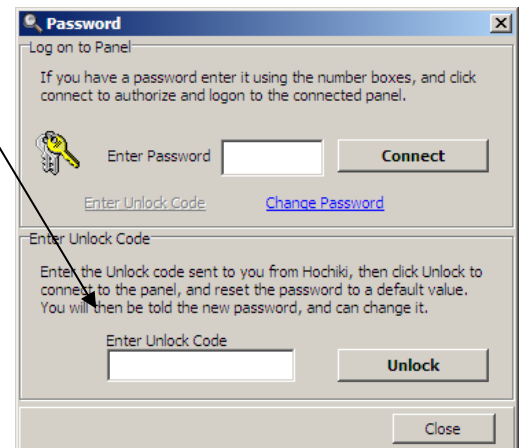 Password
Log on to Panel
If you have a password enter it using the number boxes, and click
connect to authorize and logon to the connected panel.
Enter Password
Connect
Enter Unlock Code
Change Password
Enter Unlock Code
Enter the Unlock code sent to you from Hochiki, then click Unlock to
connect to the panel, and reset the password to a default value.
You will then be told the new password, and can change it.
Enter Unlock Code
Unlock
Close